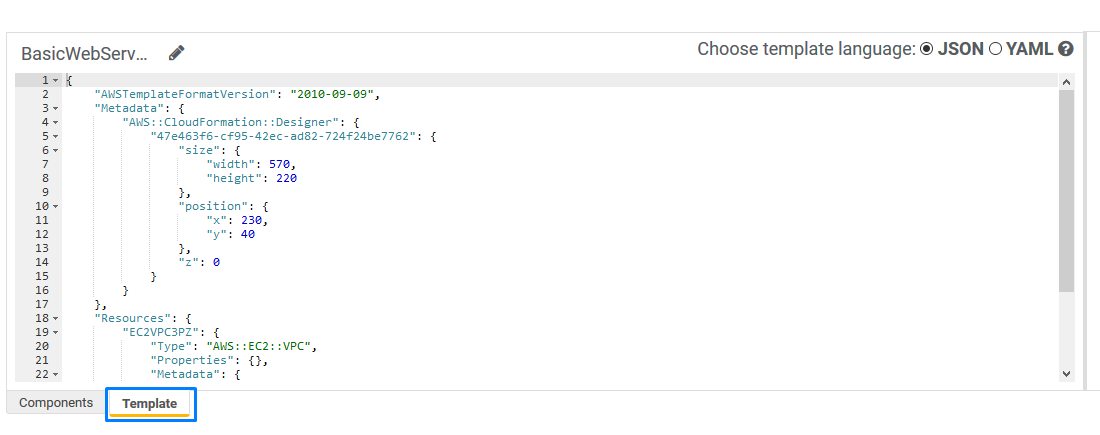 BasicWebServ...
Choose template language: JSON YAML ?
1 {
2     "AWSTemplateFormatVersion": "2010-09-09",
3     "Metadata": {
4         "AWS::CloudFormation::Designer": {
5             "47e463f6-cf95-42ec-ad82-724f24be7762": {
6                 "size": {
7                     "width": 570,
8                     "height": 220
9                 },
10                 "position": {
11                     "x": 230,
12                     "y": 40
13                 },
14                 "z": 0
15             }
16         }
17     },
18     "Resources": {
19         "EC2VPC3PZ": {
20             "Type": "AWS::EC2::VPC",
21             "Properties": {},
22             "Metadata": {
Components Template